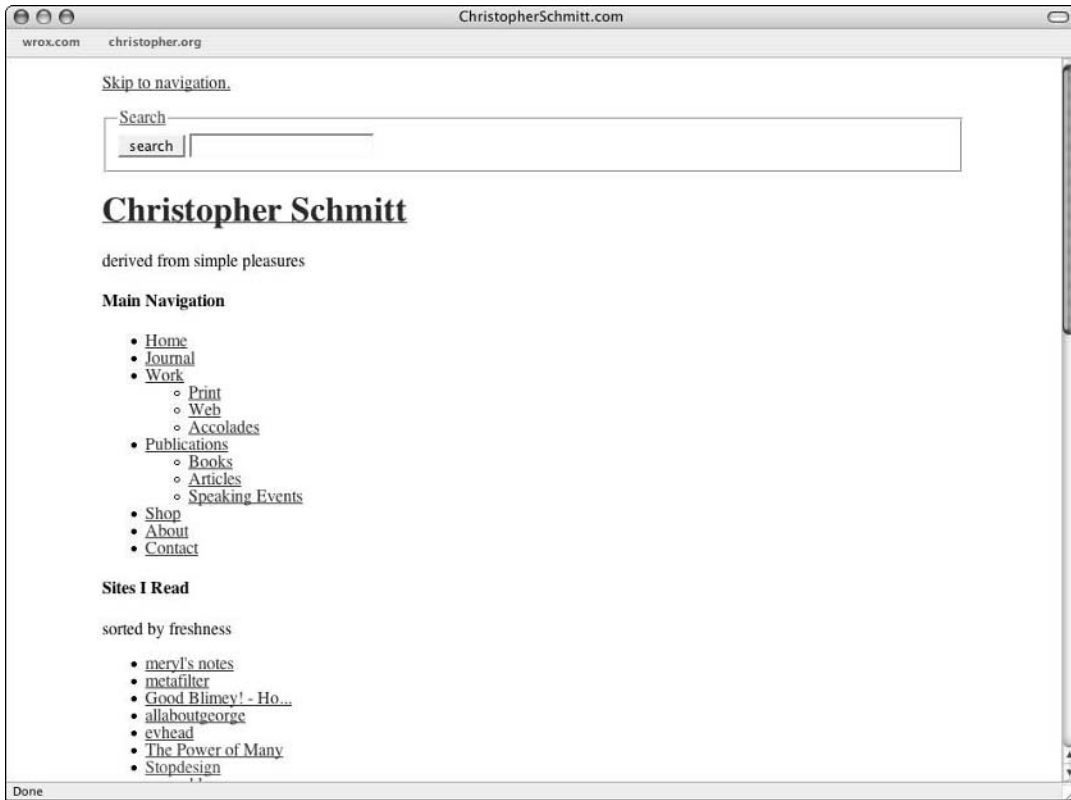 ChristopherSchmitt.com
wrox.com christopher.org
Skip to navigation.
Search
search
Christopher Schmitt
derived from simple pleasures
Main Navigation
Home
Journal
Work
Print
Web
Accolades
Publications
Books
Articles
Speaking Events
Shop
About
Contact
Sites I Read
sorted by freshness
meryl's notes
metafilter
Good Blimey! - Ho...
allaboutgeorge
evhead
The Power of Many
Stopdesign
Done